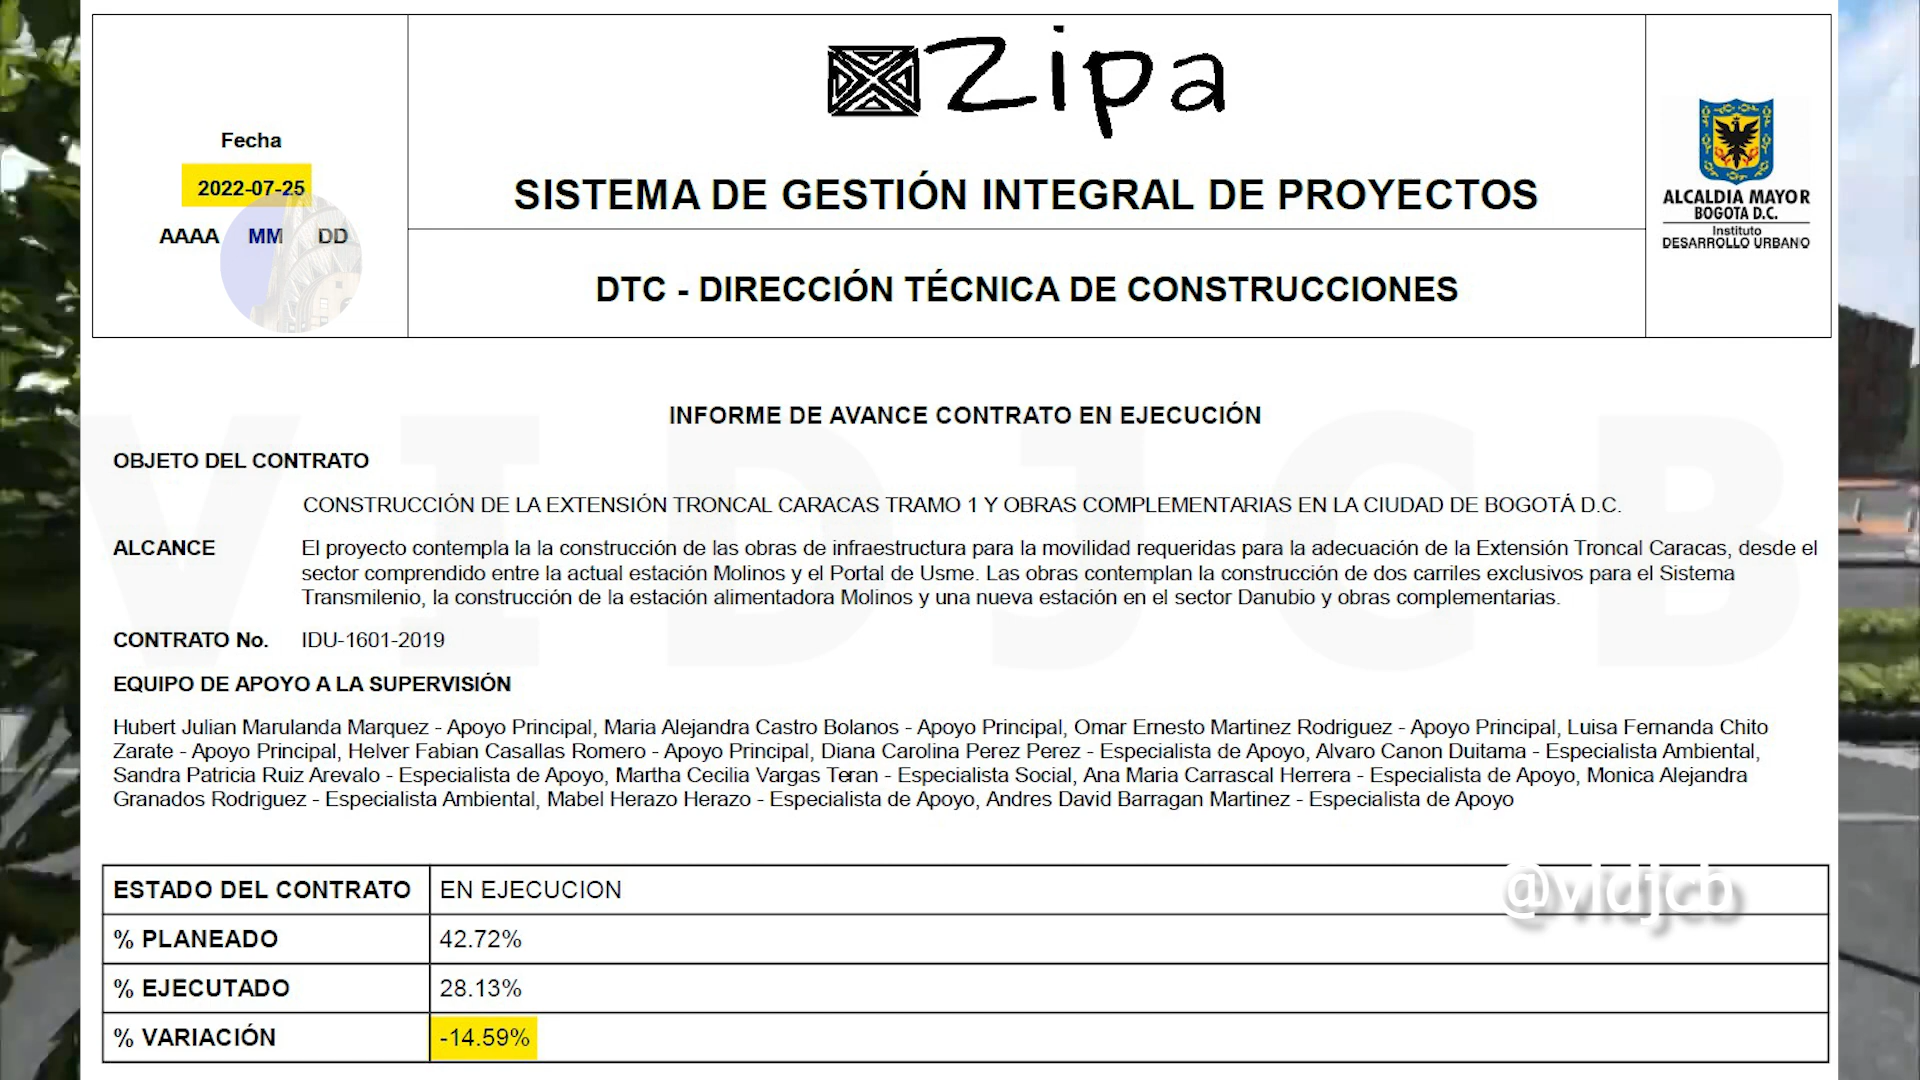 Zipa
Fecha
2022-07-25
AAAA MM DD
SISTEMA DE GESTIÓN INTEGRAL DE PROYECTOS
DTC - DIRECCIÓN TÉCNICA DE CONSTRUCCIONES
ALCALDIA MAYOR
BOGOTA D.C.
Instituto
DESARROLLO URBANO
INFORME DE AVANCE CONTRATO EN EJECUCIÓN
OBJETO DEL CONTRATO
CONSTRUCCIÓN DE LA EXTENSIÓN TRONCAL CARACAS TRAMO 1 Y OBRAS COMPLEMENTARIAS EN LA CIUDAD DE BOGOTÁ D.C.
ALCANCE El proyecto contempla la la construcción de las obras de infraestructura para la movilidad requeridas para la adecuación de la Extensión Troncal Caracas, desde el
sector comprendido entre la actual estación Molinos y el Portal de Usme. Las obras contemplan la construcción de dos carriles exclusivos para el Sistema
Transmilenio, la construcción de la estación alimentadora Molinos y una nueva estación en el sector Danubio y obras complementarias.
VIDJCB
CONTRATO No. IDU-1601-2019
EQUIPO DE APOYO A LA SUPERVISIÓN
Hubert Julian Marulanda Marquez - Apoyo Principal, Maria Alejandra Castro Bolanos - Apoyo Principal, Omar Ernesto Martinez Rodriguez - Apoyo Principal, Luisa Fernanda Chito
Zarate - Apoyo Principal, Helver Fabian Casallas Romero - Apoyo Principal, Diana Carolina Perez Perez - Especialista de Apoyo, Alvaro Canon Duitama - Especialista Ambiental,
Sandra Patricia Ruiz Arevalo - Especialista de Apoyo, Martha Cecilia Vargas Teran - Especialista Social, Ana Maria Carrascal Herrera - Especialista de Apoyo, Monica Alejandra
Granados Rodriguez - Especialista Ambiental, Mabel Herazo Herazo - Especialista de Apoyo, Andres David Barragan Martinez - Especialista de Apoyo
ESTADO DEL CONTRATO EN EJECUCION
@vidjcb
% PLANEADO 42.72%
% EJECUTADO 28.13%
% VARIACIÓN -14.59%